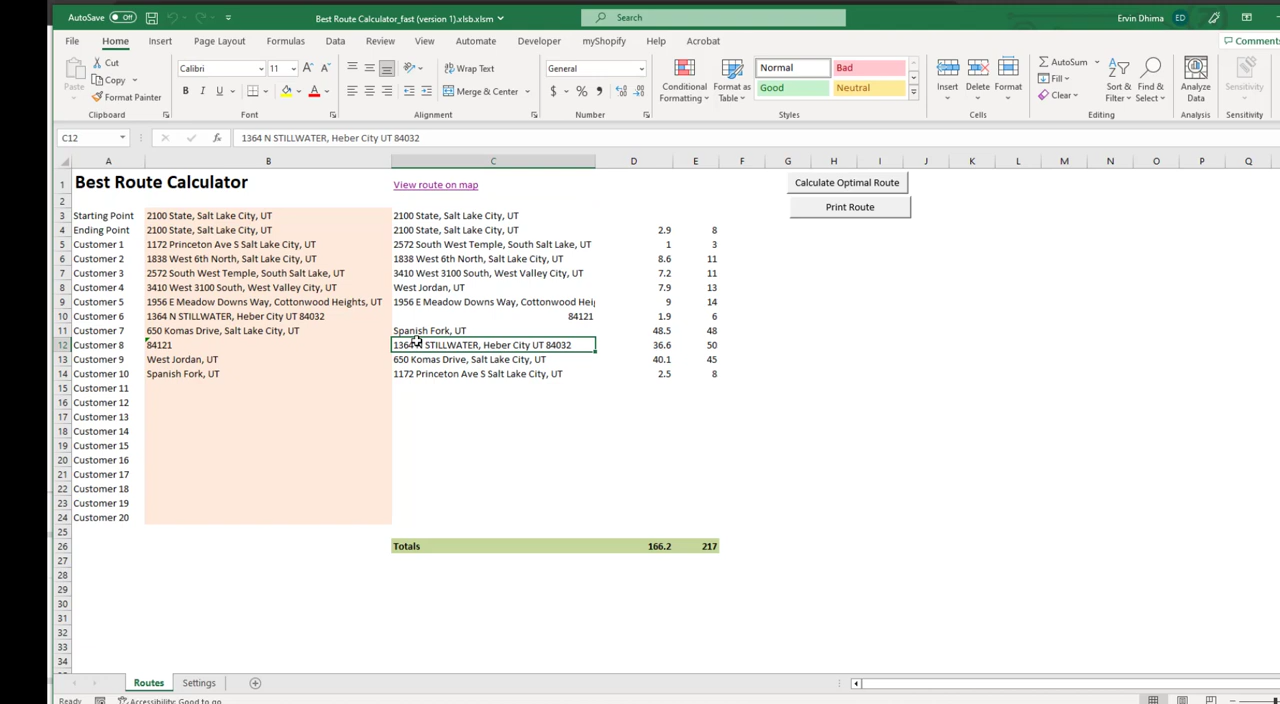 AutoSave Off Best Route Calculator_fast (version 1).xlsb.xlsm Search Ervin Dhima ED
File Home Insert Page Layout Formulas Data Review View Automate Developer myShopify Help Acrobat Comments
Paste Cut Copy Format Painter Clipboard
Calibri 11 B I U Font
Wrap Text Merge & Center Alignment
General $ % Number
Conditional Formatting Format as Table Normal Bad Good Neutral Styles
Insert Delete Format Cells
AutoSum Fill Clear Sort & Filter Find & Select Editing
Analyze Data Analysis
Sensitivity Sensitivity
C12 fx 1364 N STILLWATER, Heber City UT 84032
A B C D E F G H I J K L M N O P Q
1 Best Route Calculator View route on map Calculate Optimal Route
2 Print Route
3 Starting Point 2100 State, Salt Lake City, UT 2100 State, Salt Lake City, UT
4 Ending Point 2100 State, Salt Lake City, UT 2100 State, Salt Lake City, UT 2.9 8
5 Customer 1 1172 Princeton Ave S Salt Lake City, UT 2572 South West Temple, South Salt Lake, UT 1 3
6 Customer 2 1838 West 6th North, Salt Lake City, UT 1838 West 6th North, Salt Lake City, UT 8.6 11
7 Customer 3 2572 South West Temple, South Salt Lake, UT 3410 West 3100 South, West Valley City, UT 7.2 11
8 Customer 4 3410 West 3100 South, West Valley City, UT West Jordan, UT 7.9 13
9 Customer 5 1956 E Meadow Downs Way, Cottonwood Heights, UT 1956 E Meadow Downs Way, Cottonwood Hei 9 14
10 Customer 6 1364 N STILLWATER, Heber City UT 84032 84121 1.9 6
11 Customer 7 650 Komas Drive, Salt Lake City, UT Spanish Fork, UT 48.5 48
12 Customer 8 84121 1364 N STILLWATER, Heber City UT 84032 36.6 50
13 Customer 9 West Jordan, UT 650 Komas Drive, Salt Lake City, UT 40.1 45
14 Customer 10 Spanish Fork, UT 1172 Princeton Ave S Salt Lake City, UT 2.5 8
15 Customer 11
16 Customer 12
17 Customer 13
18 Customer 14
19 Customer 15
20 Customer 16
21 Customer 17
22 Customer 18
23 Customer 19
24 Customer 20
25
26 Totals 166.2 217
27
28
29
30
31
32
33
34
Routes Settings
Ready Accessibility: Good to go